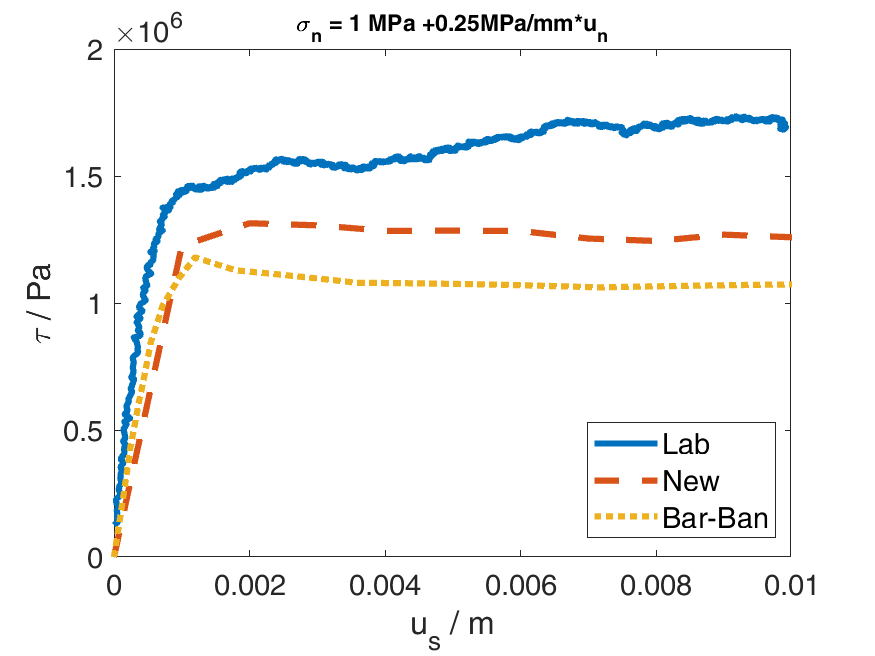 σn = 1 MPa +0.25MPa/mm*un
×10^6
2
1.5
1
0.5
0
τ / Pa
0 0.002 0.004 0.006 0.008 0.01
us / m
Lab
New
Bar-Ban